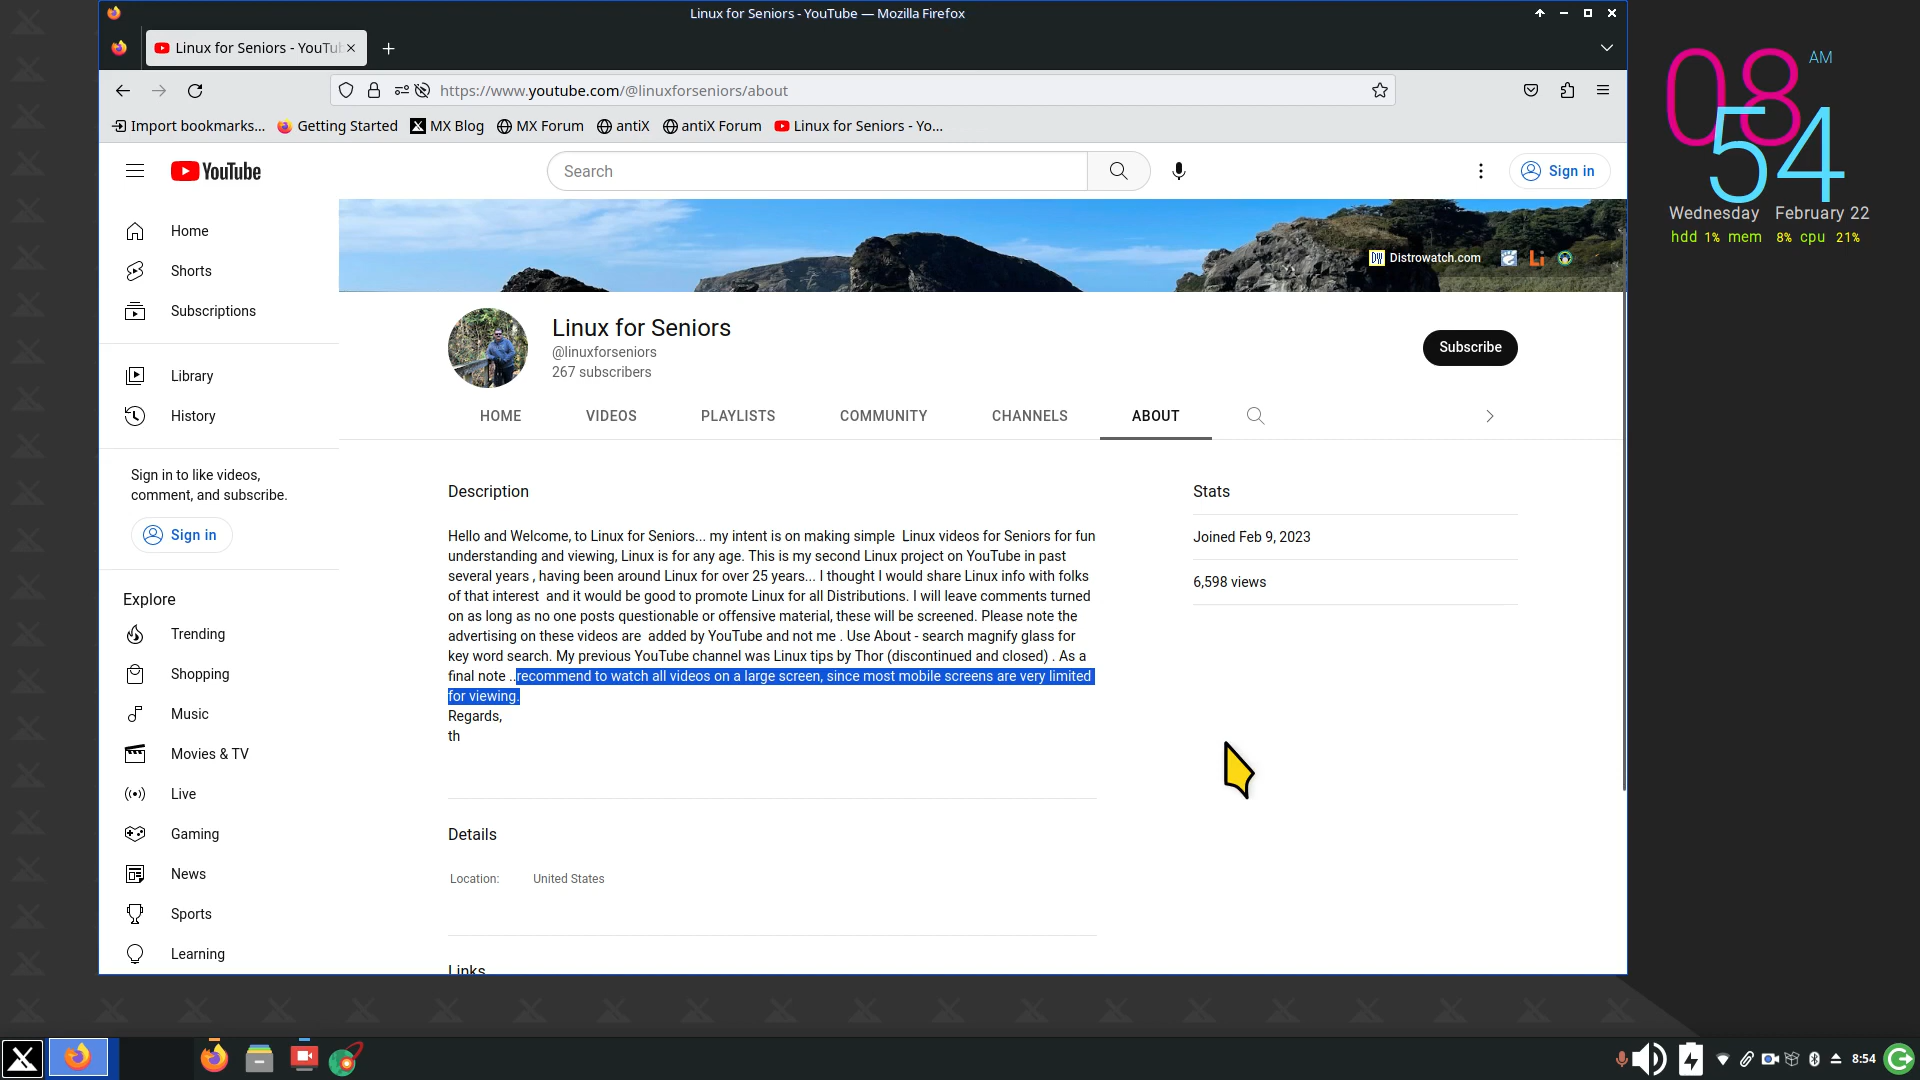 Linux for Seniors - YouTube — Mozilla Firefox
Linux for Seniors - YouTu
https://www.youtube.com/@linuxforseniors/about
Import bookmarks...
Getting Started
MX Blog
MX Forum
antiX
antiX Forum
Linux for Seniors - Yo...
YouTube
Search
Sign in
Home
Shorts
Subscriptions
Library
History
Sign in to like videos,
comment, and subscribe.
Sign in
Explore
Trending
Shopping
Music
Movies & TV
Live
Gaming
News
Sports
Learning
DW Distrowatch.com
Li
Linux for Seniors
@linuxforseniors
267 subscribers
Subscribe
HOME
VIDEOS
PLAYLISTS
COMMUNITY
CHANNELS
ABOUT
Description
Hello and Welcome, to Linux for Seniors... my intent is on making simple  Linux videos for Seniors for fun
understanding and viewing, Linux is for any age. This is my second Linux project on YouTube in past
several years , having been around Linux for over 25 years... I thought I would share Linux info with folks
of that interest  and it would be good to promote Linux for all Distributions. I will leave comments turned
on as long as no one posts questionable or offensive material, these will be screened. Please note the
advertising on these videos are  added by YouTube and not me . Use About - search magnify glass for
key word search. My previous YouTube channel was Linux tips by Thor (discontinued and closed) . As a
final note ..recommend to watch all videos on a large screen, since most mobile screens are very limited
for viewing.
Regards,
th
Stats
Joined Feb 9, 2023
6,598 views
Details
Location:
United States
Links
08
AM
54
Wednesday February 22
hdd 1% mem 8% cpu 21%
8:54